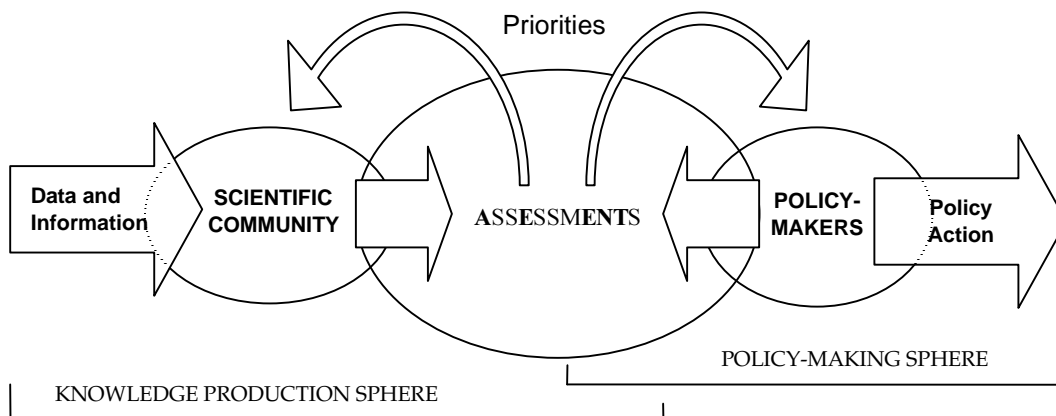 Priorities
Data and
Information
SCIENTIFIC
COMMUNITY
ASSESSMENTS
POLICY-
MAKERS
Policy
Action
POLICY-MAKING SPHERE
KNOWLEDGE PRODUCTION SPHERE